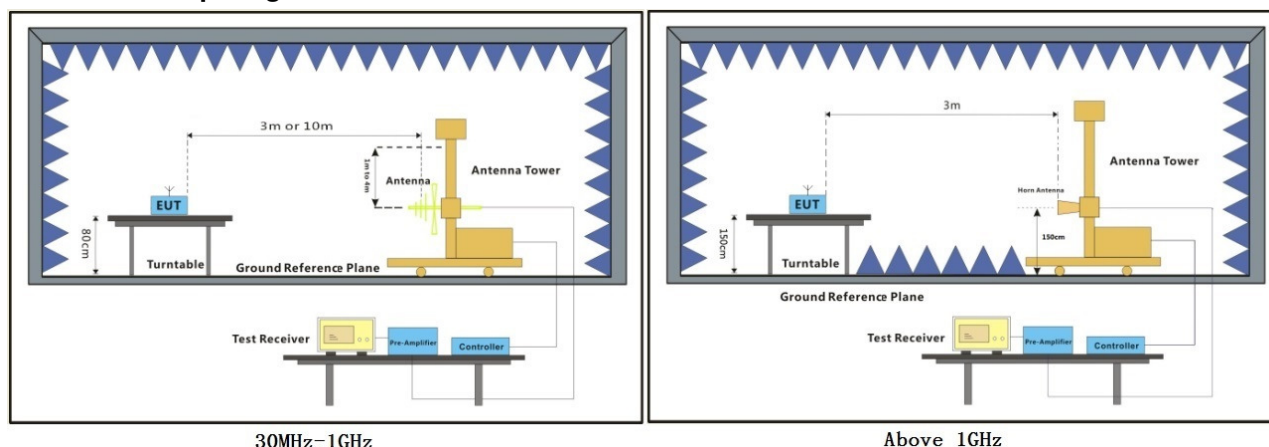 3m or 10m
1m to 4m
Antenna
Antenna Tower
EUT
80cm
Turntable
Ground Reference Plane
Test Receiver
Pre-Amplifier
Controller
30MHz-1GHz
3m
Antenna Tower
Horn Antenna
EUT
150cm
150cm
Turntable
Ground Reference Plane
Test Receiver
Pre-Amplifier
Controller
Above 1GHz